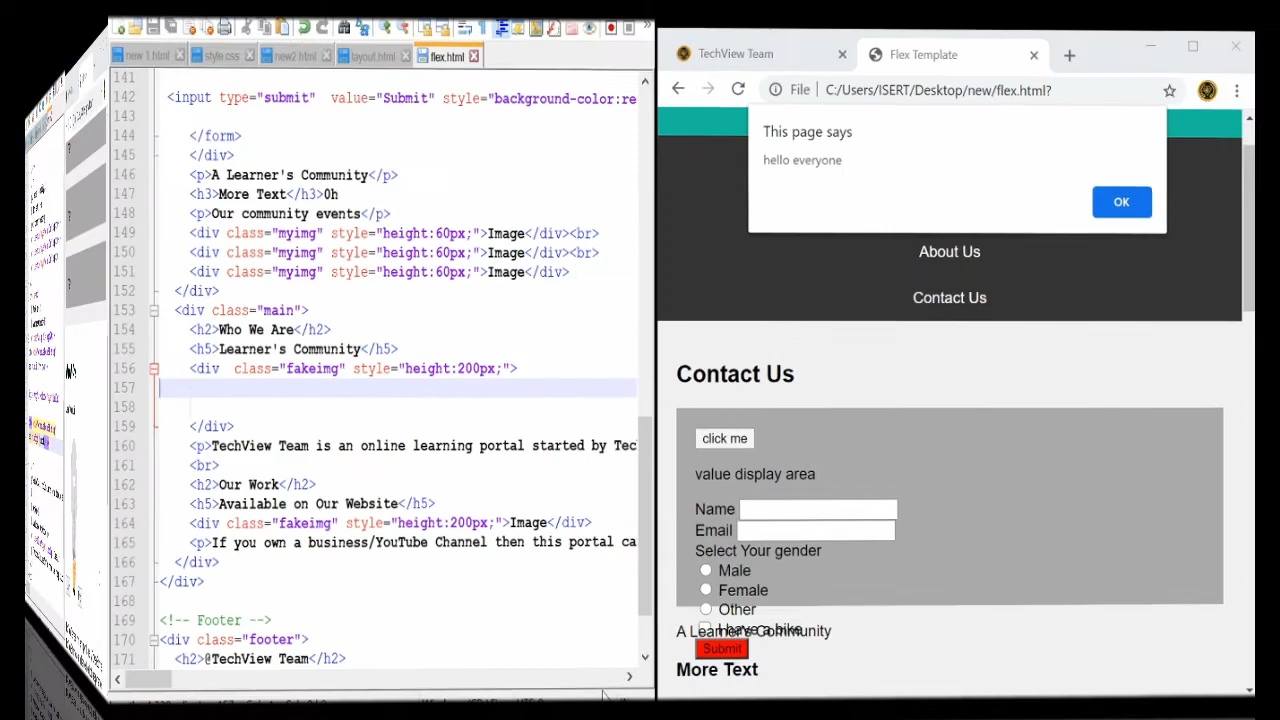 new 1.html
style.css
new2.html
layout.html
flex.html
141
142 <input type="submit" value="Submit" style="background-color:re
143
144 </form>
145 </div>
146 <p>A Learner's Community</p>
147 <h3>More Text</h3>0h
148 <p>Our community events</p>
149 <div class="myimg" style="height:60px;">Image</div><br>
150 <div class="myimg" style="height:60px;">Image</div><br>
151 <div class="myimg" style="height:60px;">Image</div>
152 </div>
153 <div class="main">
154 <h2>Who We Are</h2>
155 <h5>Learner's Community</h5>
156 <div class="fakeimg" style="height:200px;">
157
158
159 </div>
160 <p>TechView Team is an online learning portal started by Tec
161 <br>
162 <h2>Our Work</h2>
163 <h5>Available on Our Website</h5>
164 <div class="fakeimg" style="height:200px;">Image</div>
165 <p>If you own a business/YouTube Channel then this portal ca
166 </div>
167 </div>
168
169 <!-- Footer -->
170 <div class="footer">
171 <h2>@TechView Team</h2>
TechView Team
Flex Template
File C:/Users/ISERT/Desktop/new/flex.html?
This page says
hello everyone
OK
About Us
Contact Us
Contact Us
click me
value display area
Name
Email
Select Your gender
Male
Female
Other
I have a bike
A Learner's Community
Submit
More Text